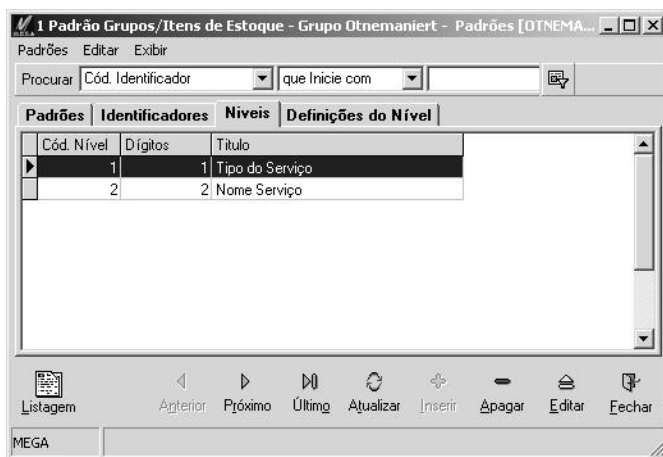 1 Padrão Grupos/Itens de Estoque - Grupo Otnemaniert - Padrões [OTNEMA...
Padrões Editar Exibir
Procurar Cód. Identificador que Inicie com
Padrões Identificadores Niveis Definições do Nível
Cód. Nível Dígitos Titulo
1 1 Tipo do Serviço
2 2 Nome Serviço
Listagem Anterior Próximo Último Atualizar Inserir Apagar Editar Fechar
MEGA